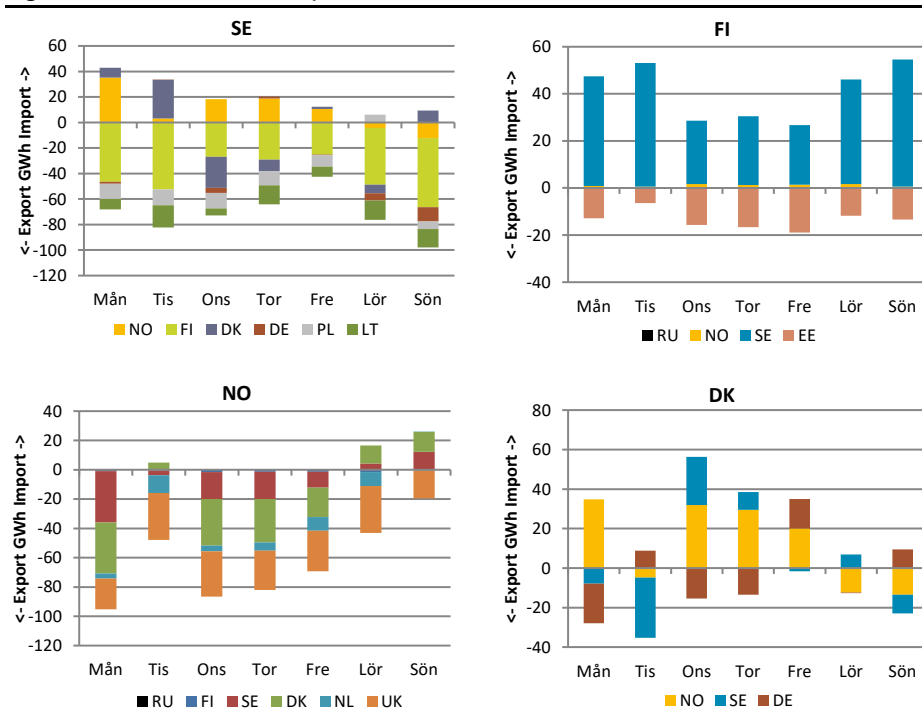 SE
60
40
20
0
-20
-40
-60
-80
-100
-120
<- Export GWh Import ->
Mån Tis Ons Tor Fre Lör Sön
NO FI DK DE PL LT
FI
60
40
20
0
-20
-40
<- Export GWh Import ->
Mån Tis Ons Tor Fre Lör Sön
RU NO SE EE
NO
40
20
0
-20
-40
-60
-80
-100
-120
<- Export GWh Import ->
Mån Tis Ons Tor Fre Lör Sön
RU FI SE DK NL UK
DK
80
60
40
20
0
-20
-40
<- Export GWh Import ->
Mån Tis Ons Tor Fre Lör Sön
NO SE DE